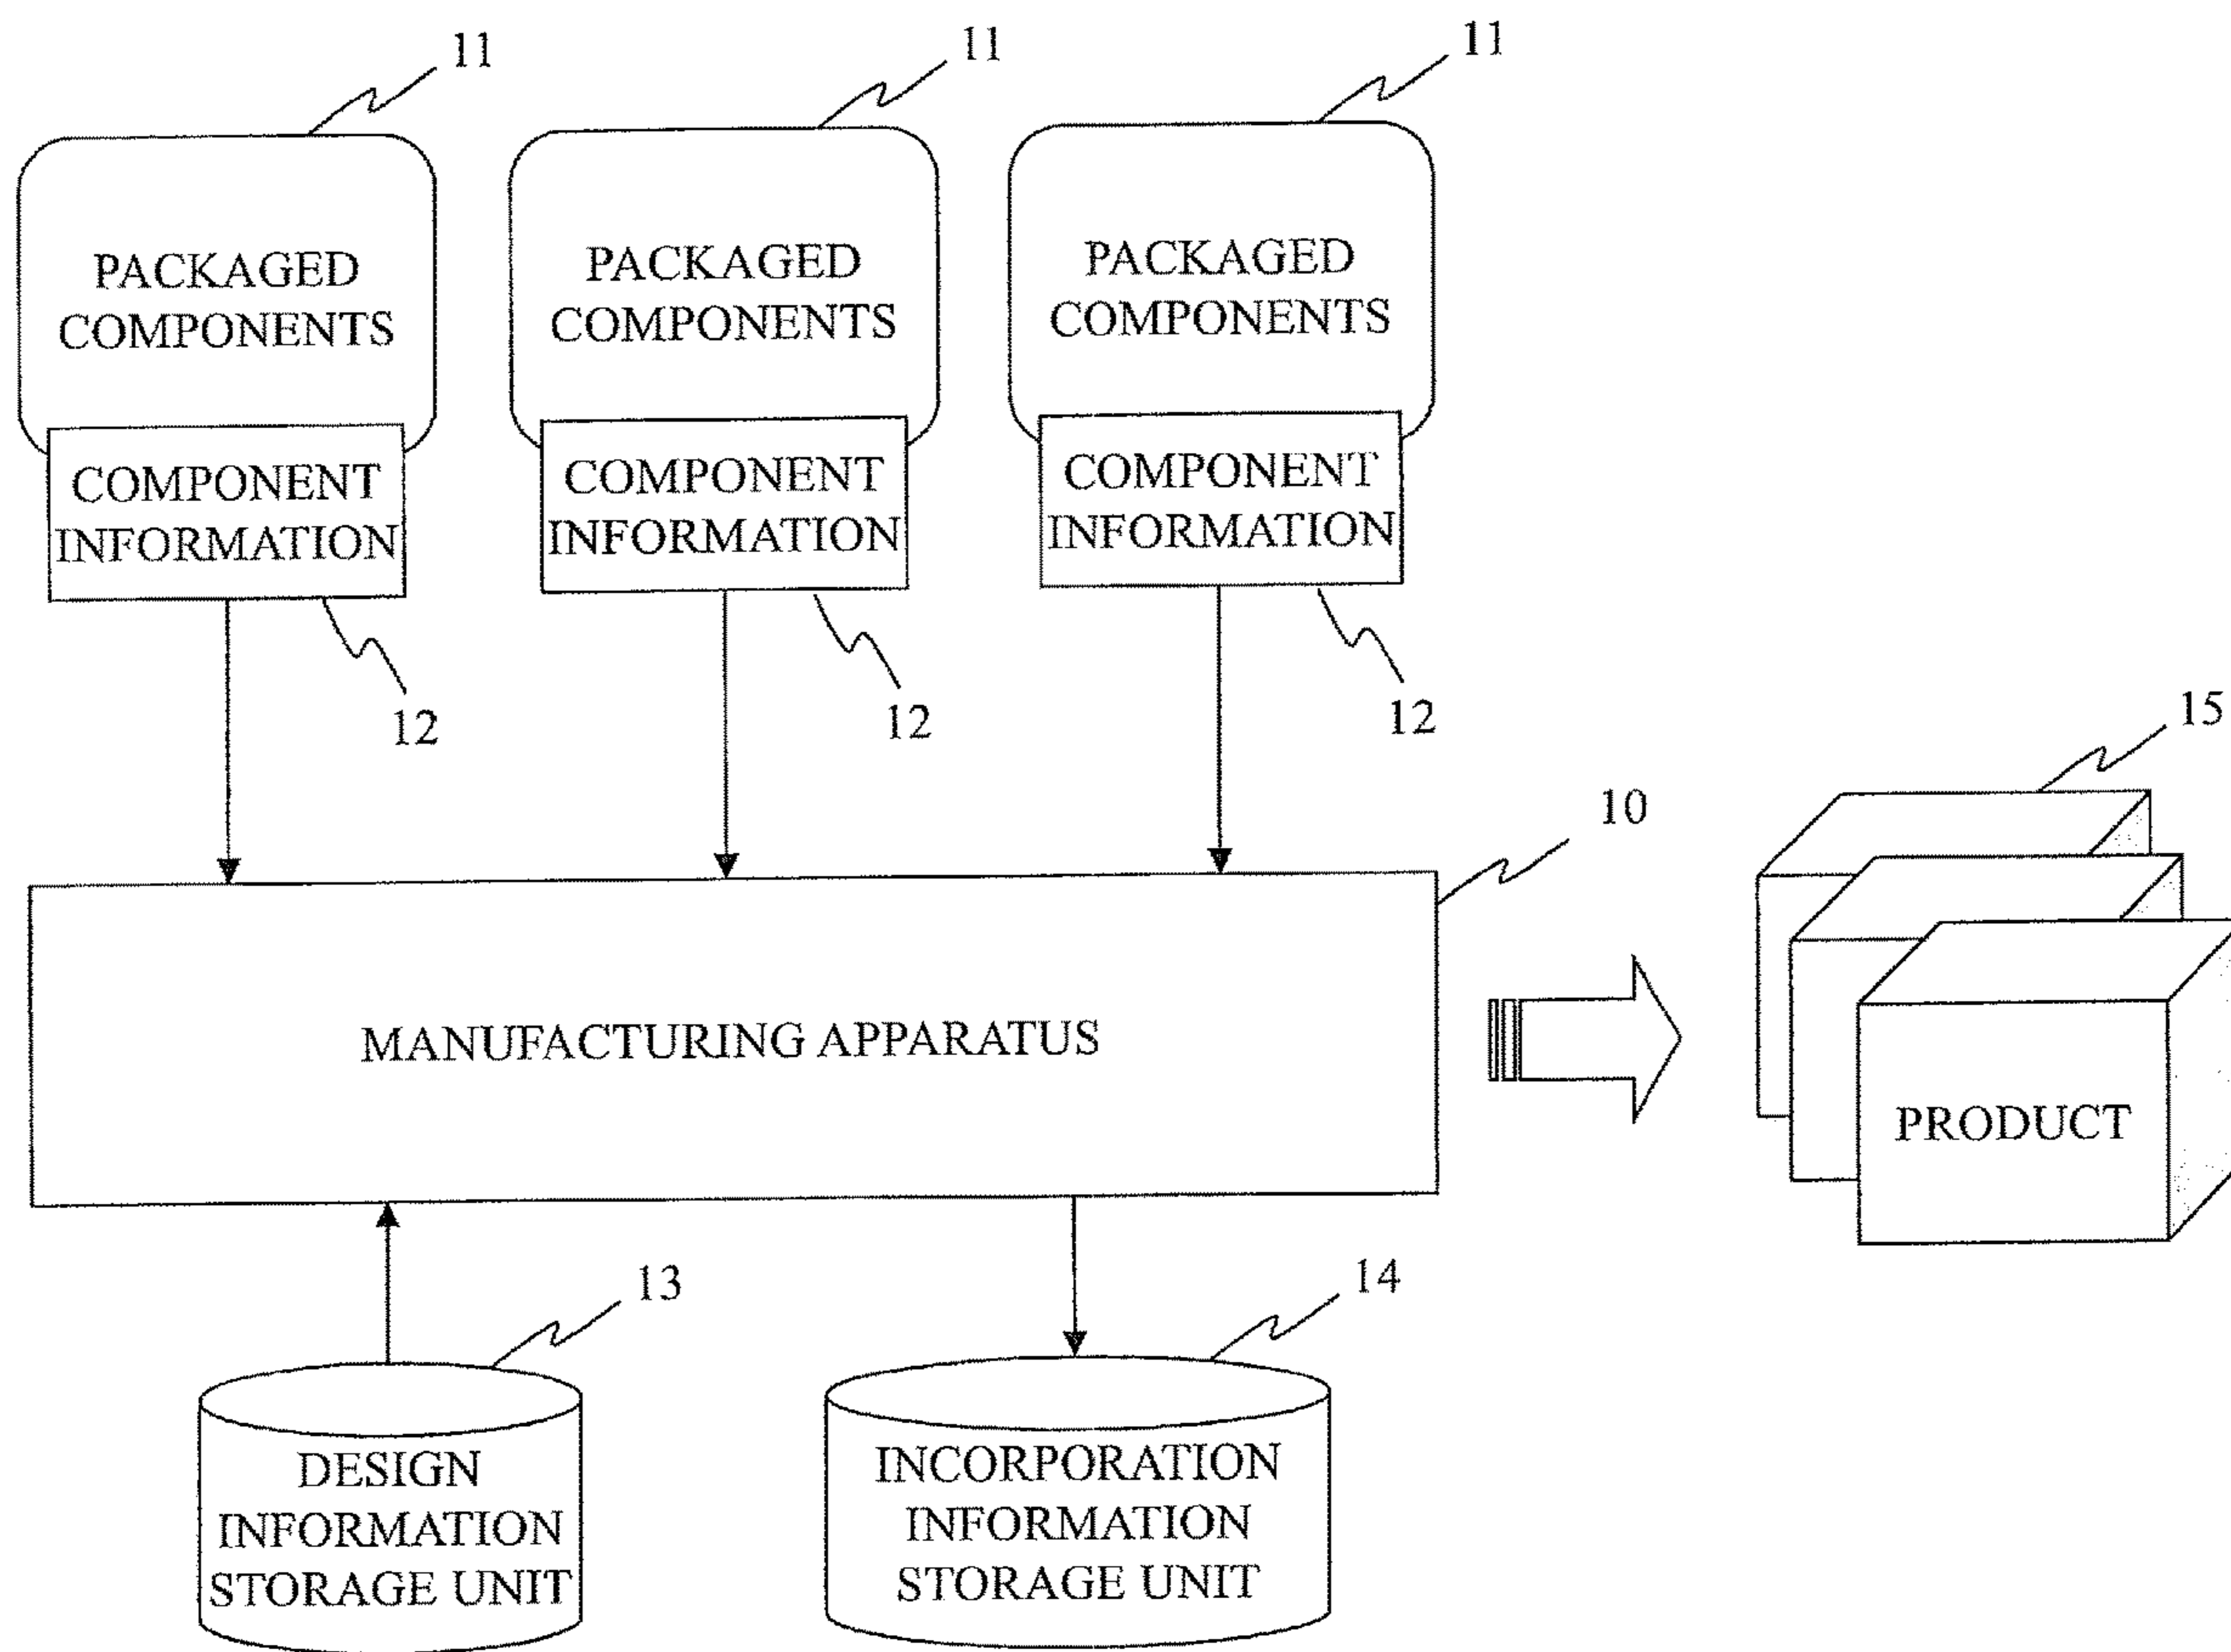 11
11
11
PACKAGED
COMPONENTS
PACKAGED
COMPONENTS
PACKAGED
COMPONENTS
COMPONENT
INFORMATION
COMPONENT
INFORMATION
COMPONENT
INFORMATION
12
12
12
15
10
MANUFACTURING APPARATUS
PRODUCT
13
14
DESIGN
INFORMATION
STORAGE UNIT
INCORPORATION
INFORMATION
STORAGE UNIT